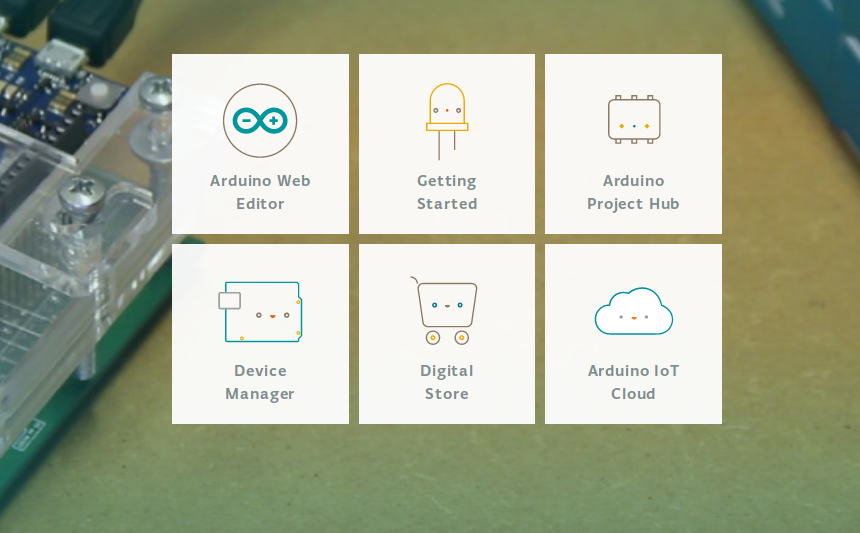 Arduino Web
Editor
Getting
Started
Arduino
Project Hub
Device
Manager
Digital
Store
Arduino IoT
Cloud